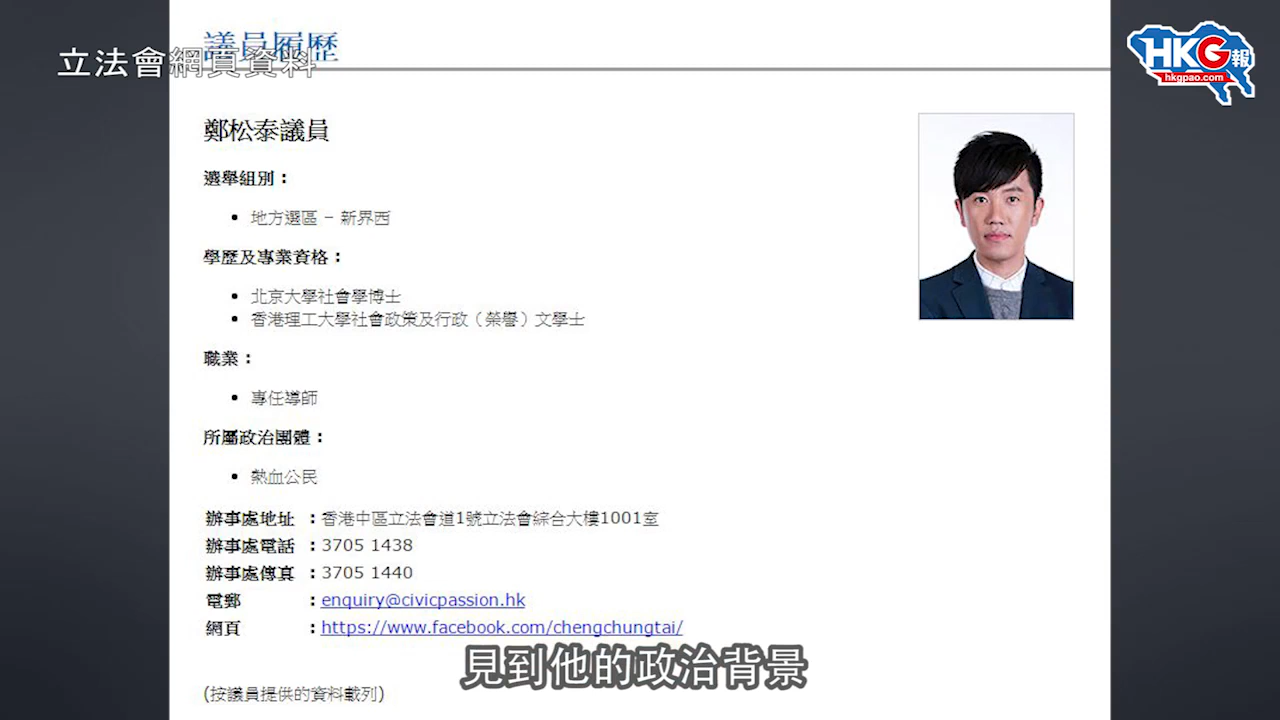 議員履歷
立法會網頁資料
HKG報
hkgpao.com
鄭松泰議員
選舉組別：
• 地方選區 – 新界西
學歷及專業資格：
• 北京大學社會學博士
• 香港理工大學社會政策及行政（榮譽）文學士
職業：
• 專任導師
所屬政治團體：
• 熱血公民
辦事處地址 ：香港中區立法會道1號立法會綜合大樓1001室
辦事處電話 ：3705 1438
辦事處傳真 ：3705 1440
電郵 ：enquiry@civicpassion.hk
網頁 ：https://www.facebook.com/chengchungtai/
見到他的政治背景
(按議員提供的資料載列)